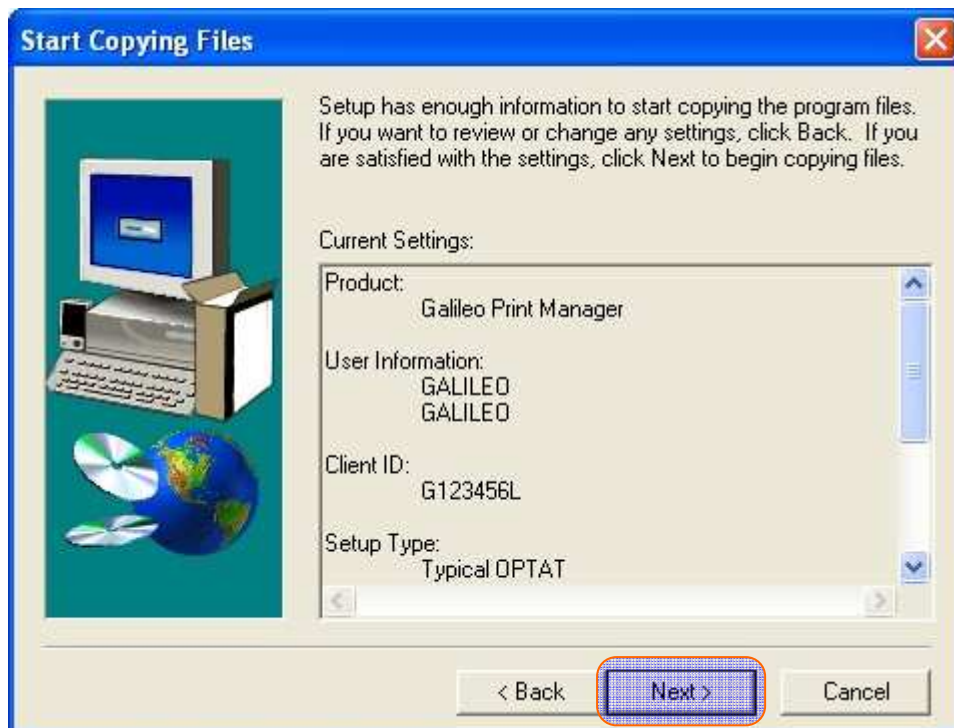 Start Copying Files
Setup has enough information to start copying the program files.
If you want to review or change any settings, click Back. If you
are satisfied with the settings, click Next to begin copying files.
Current Settings:
Product:
Galileo Print Manager
User Information:
GALILEO
GALILEO
Client ID:
G123456L
Setup Type:
Typical OPTAT
< Back
Next >
Cancel